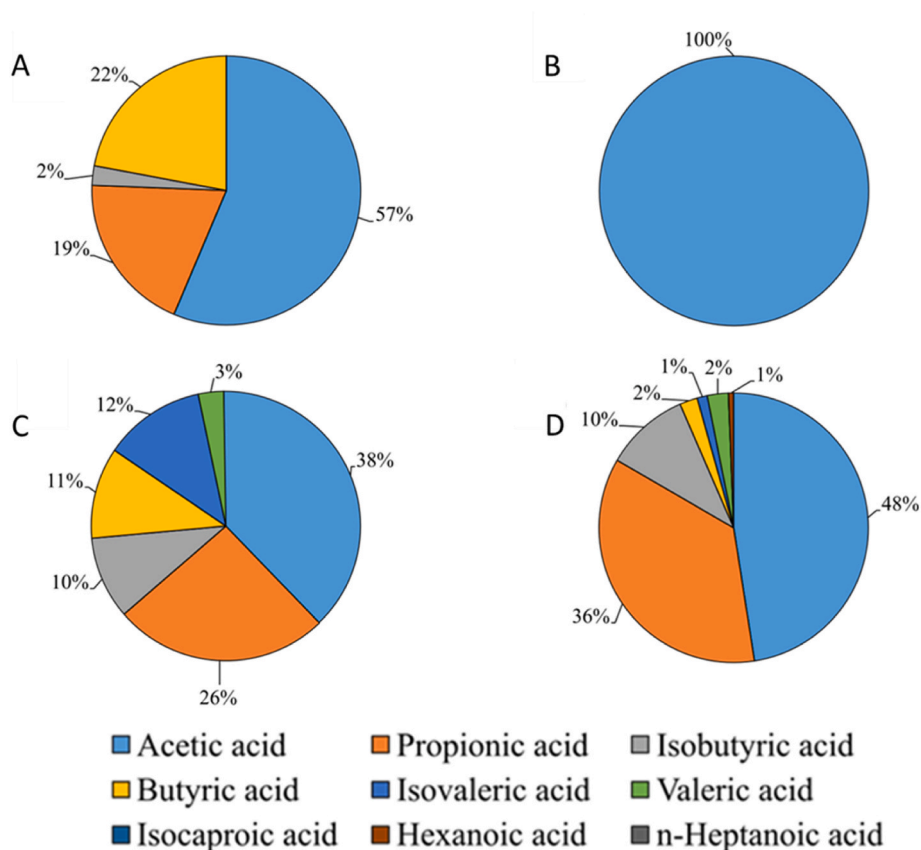 A
22%
2%
19%
57%
B
100%
C
12%
3%
11%
38%
10%
26%
D
1%
2%
1%
2%
10%
48%
36%
Acetic acid Propionic acid Isobutyric acid
Butyric acid Isovaleric acid Valeric acid
Isocaproic acid Hexanoic acid n-Heptanoic acid